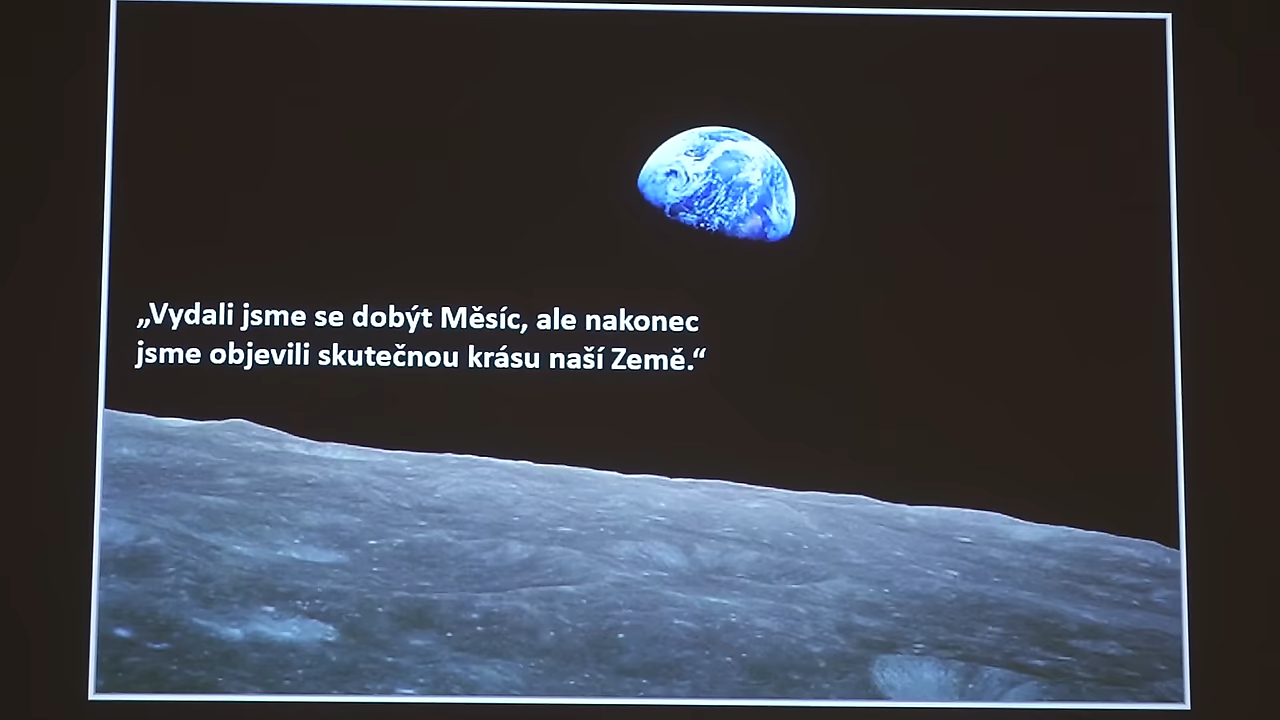 „Vydali jsme se dobýt Měsíc, ale nakonec
jsme objevili skutečnou krásu naší Země.“